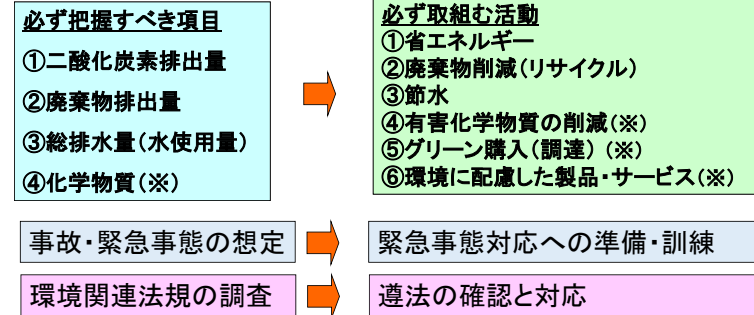 必ず把握すべき項目
①二酸化炭素排出量
②廃棄物排出量
③総排水量(水使用量)
④化学物質(※)
必ず取組む活動
①省エネルギー
②廃棄物削減(リサイクル)
③節水
④有害化学物質の削減(※)
⑤グリーン購入(調達) (※)
⑥環境に配慮した製品・サービス(※)
事故・緊急事態の想定
緊急事態対応への準備・訓練
環境関連法規の調査
遵法の確認と対応